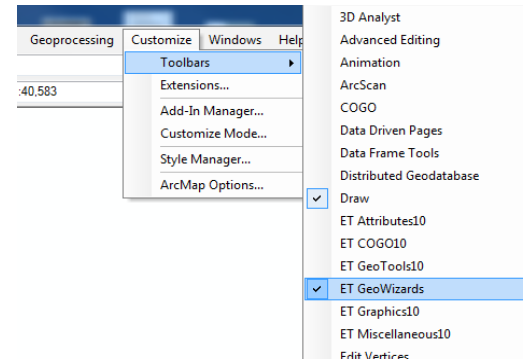 Geoprocessing Customize Windows Help
:40,583
Toolbars
Extensions...
Add-In Manager...
Customize Mode...
Style Manager...
ArcMap Options...
3D Analyst
Advanced Editing
Animation
ArcScan
COGO
Data Driven Pages
Data Frame Tools
Distributed Geodatabase
Draw
ET Attributes10
ET COGO10
ET GeoTools10
ET GeoWizards
ET Graphics10
ET Miscellaneous10
Edit Vertices